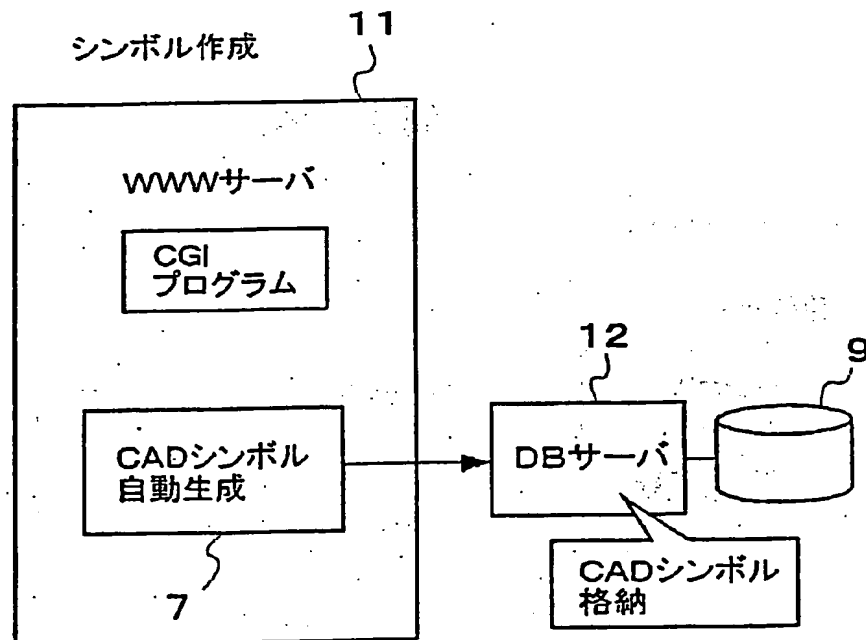 シンボル作成
11
WWWサーバ
CGI
プログラム
CADシンボル
自動生成
7
12
DBサーバ
9
CADシンボル
格納